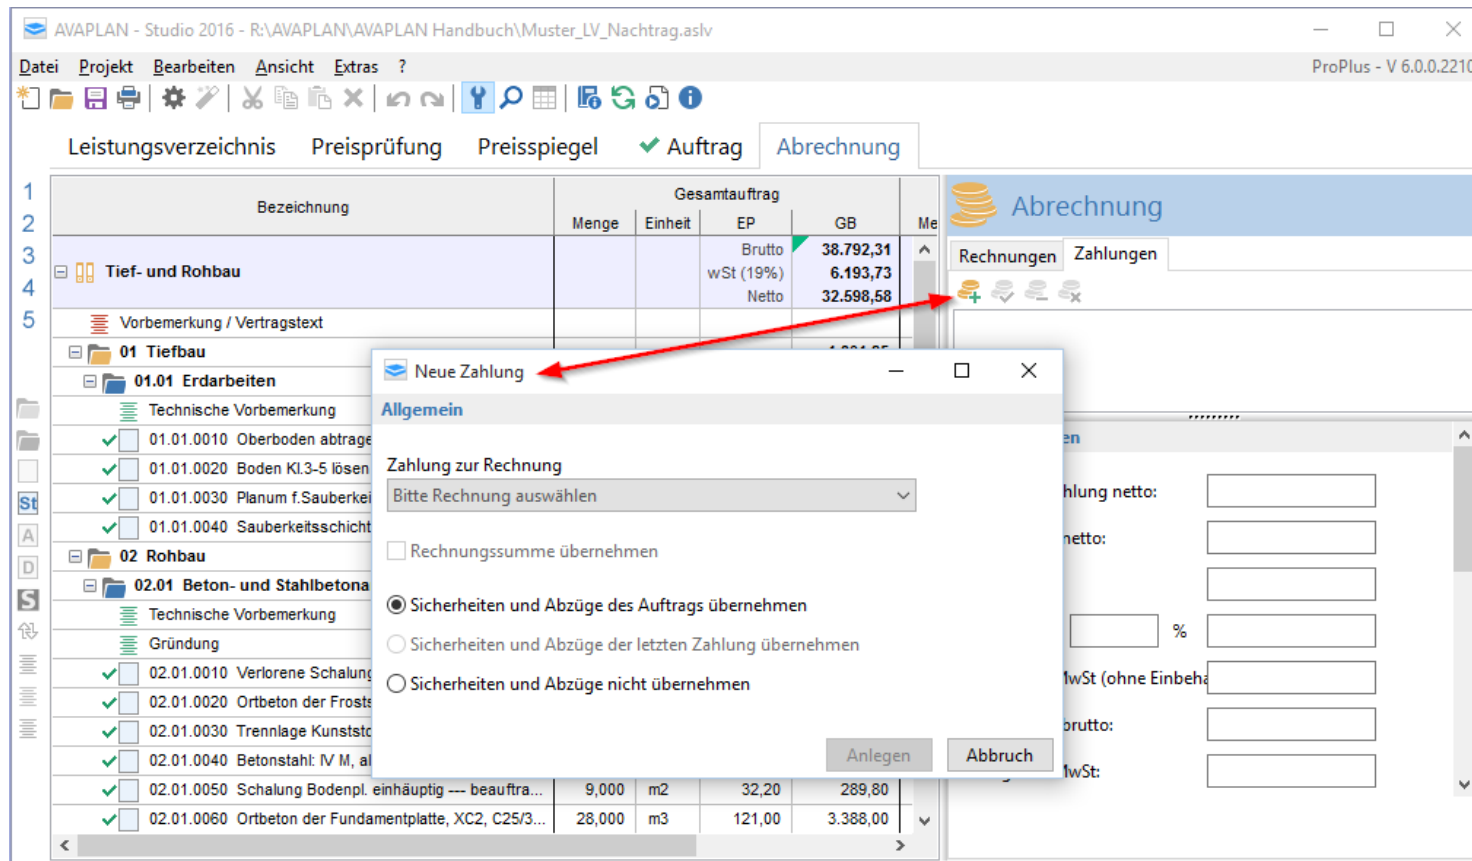 AVAPLAN - Studio 2016 - R:\AVAPLAN\AVAPLAN Handbuch\Muster_LV_Nachtrag.aslv
Datei Projekt Bearbeiten Ansicht Extras ?
ProPlus - V 6.0.0.2210
Leistungsverzeichnis Preisprüfung Preisspiegel Auftrag Abrechnung
1
2
3
4
5
St
A
D
S
Bezeichnung
Gesamtauftrag
Menge Einheit EP GB Me
Tief- und Rohbau
Brutto 38.792,31
wSt (19%) 6.193,73
Netto 32.598,58
Vorbemerkung / Vertragstext
01 Tiefbau
01.01 Erdarbeiten
Technische Vorbemerkung
01.01.0010 Oberboden abtrage
01.01.0020 Boden Kl.3-5 lösen
01.01.0030 Planum f.Sauberkei
01.01.0040 Sauberkeitsschicht
02 Rohbau
02.01 Beton- und Stahlbetona
Technische Vorbemerkung
Gründung
02.01.0010 Verlorene Schalung
02.01.0020 Ortbeton der Frosts
02.01.0030 Trennlage Kunststo
02.01.0040 Betonstahl: IV M, al
02.01.0050 Schalung Bodenpl. einhäuptig --- beauftra... 9,000 m2 32,20 289,80
02.01.0060 Ortbeton der Fundamentplatte, XC2, C25/3... 28,000 m3 121,00 3.388,00
Neue Zahlung
Allgemein
Zahlung zur Rechnung
Bitte Rechnung auswählen
Rechnungssumme übernehmen
Sicherheiten und Abzüge des Auftrags übernehmen
Sicherheiten und Abzüge der letzten Zahlung übernehmen
Sicherheiten und Abzüge nicht übernehmen
Anlegen Abbruch
Abrechnung
Rechnungen Zahlungen
en
hlung netto:
netto:
%
MwSt (ohne Einbeha
brutto:
MwSt: